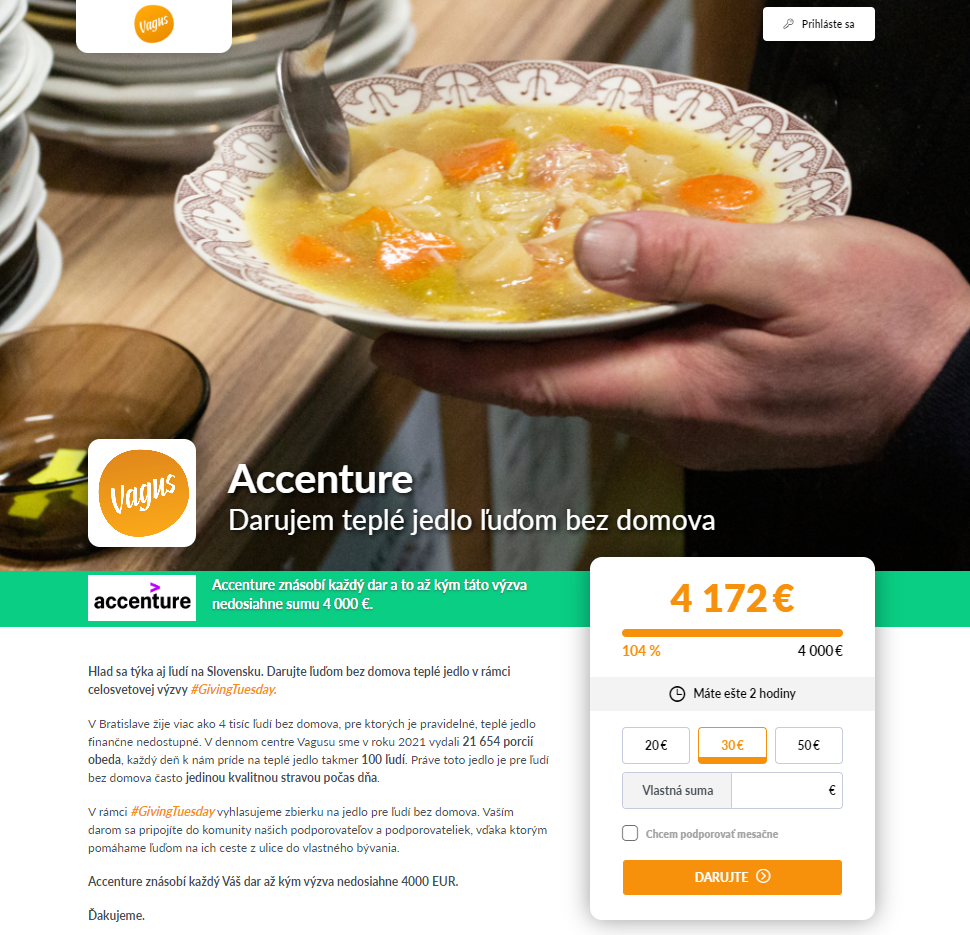 Vagus
Prihláste sa
Vagus
Accenture
Darujem teplé jedlo ľuďom bez domova
accenture
Accenture znásobí každý dar a to až kým táto výzva
nedosiahne sumu 4 000 €.
4 172 €
104 %
4 000 €
Máte ešte 2 hodiny
20 €
30 €
50 €
Vlastná suma
€
Chcem podporovať mesačne
DARUJTE
Hlad sa týka aj ľudí na Slovensku. Darujte ľuďom bez domova teplé jedlo v rámci
celosvetovej výzvy #GivingTuesday.
V Bratislave žije viac ako 4 tisíc ľudí bez domova, pre ktorých je pravidelné, teplé jedlo
finančne nedostupné. V dennom centre Vagusu sme v roku 2021 vydali 21 654 porcií
obeda, každý deň k nám príde na teplé jedlo takmer 100 ľudí. Práve toto jedlo je pre ľudí
bez domova často jedinou kvalitnou stravou počas dňa.
V rámci #GivingTuesday vyhlasujeme zbierku na jedlo pre ľudí bez domova. Vaším
darom sa pripojíte do komunity našich podporovateľov a podporovateliek, vďaka ktorým
pomáhame ľuďom na ich ceste z ulice do vlastného bývania.
Accenture znásobí každý Váš dar až kým výzva nedosiahne 4000 EUR.
Ďakujeme.